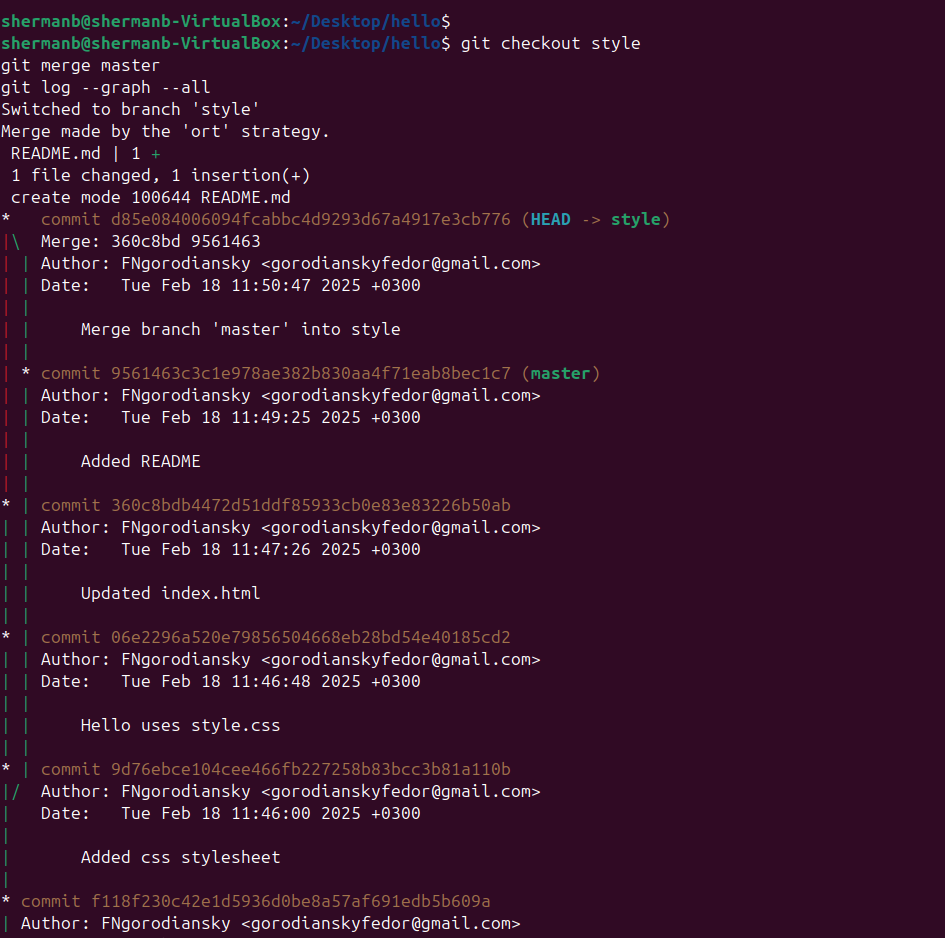 shermanb@shermanb-VirtualBox:~/Desktop/hello$
shermanb@shermanb-VirtualBox:~/Desktop/hello$ git checkout style
git merge master
git log --graph --all
Switched to branch 'style'
Merge made by the 'ort' strategy.
 README.md | 1 +
 1 file changed, 1 insertion(+)
 create mode 100644 README.md
*   commit d85e084006094fcabbc4d9293d67a4917e3cb776 (HEAD -> style)
|\  Merge: 360c8bd 9561463
| | Author: FNgorodiansky <gorodianskyfedor@gmail.com>
| | Date:   Tue Feb 18 11:50:47 2025 +0300
| |
| |     Merge branch 'master' into style
| |
| * commit 9561463c3c1e978ae382b830aa4f71eab8bec1c7 (master)
| | Author: FNgorodiansky <gorodianskyfedor@gmail.com>
| | Date:   Tue Feb 18 11:49:25 2025 +0300
| |
| |     Added README
| |
* | commit 360c8bdb4472d51ddf85933cb0e83e83226b50ab
| | Author: FNgorodiansky <gorodianskyfedor@gmail.com>
| | Date:   Tue Feb 18 11:47:26 2025 +0300
| |
| |     Updated index.html
| |
* | commit 06e2296a520e79856504668eb28bd54e40185cd2
| | Author: FNgorodiansky <gorodianskyfedor@gmail.com>
| | Date:   Tue Feb 18 11:46:48 2025 +0300
| |
| |     Hello uses style.css
| |
* | commit 9d76ebce104cee466fb227258b83bcc3b81a110b
|/  Author: FNgorodiansky <gorodianskyfedor@gmail.com>
|   Date:   Tue Feb 18 11:46:00 2025 +0300
|
|       Added css stylesheet
|
* commit f118f230c42e1d5936d0be8a57af691edb5b609a
| Author: FNgorodiansky <gorodianskyfedor@gmail.com>